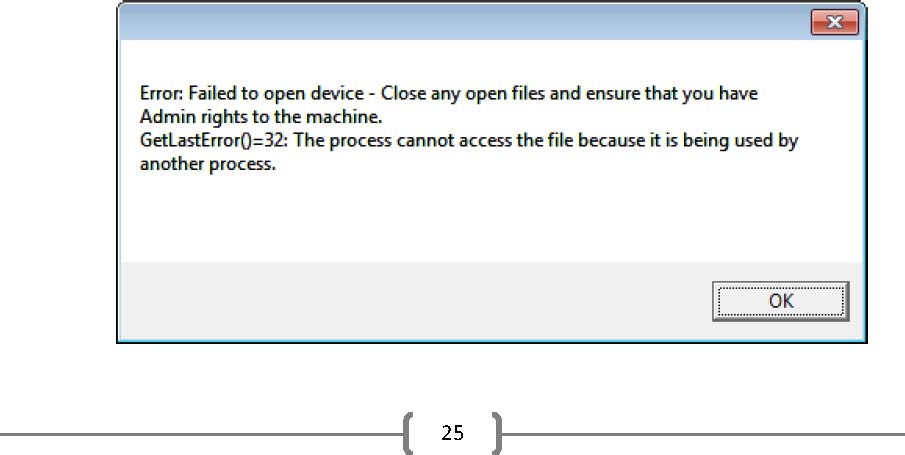 Error: Failed to open device - Close any open files and ensure that you have
Admin rights to the machine.
GetLastError()=32: The process cannot access the file because it is being used by
another process.
OK
25